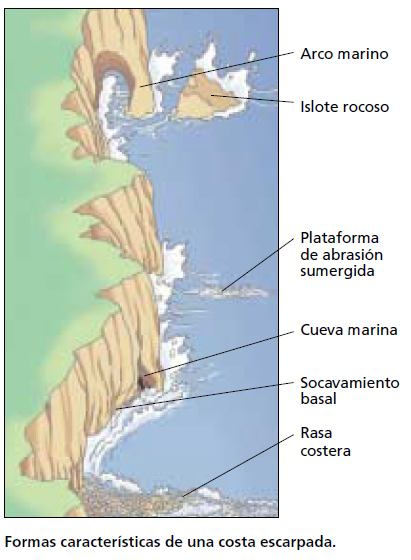 Arco marino
Islote rocoso
Plataforma
de abrasión
sumergida
Cueva marina
Socavamiento
basal
Rasa
costera
Formas características de una costa escarpada.